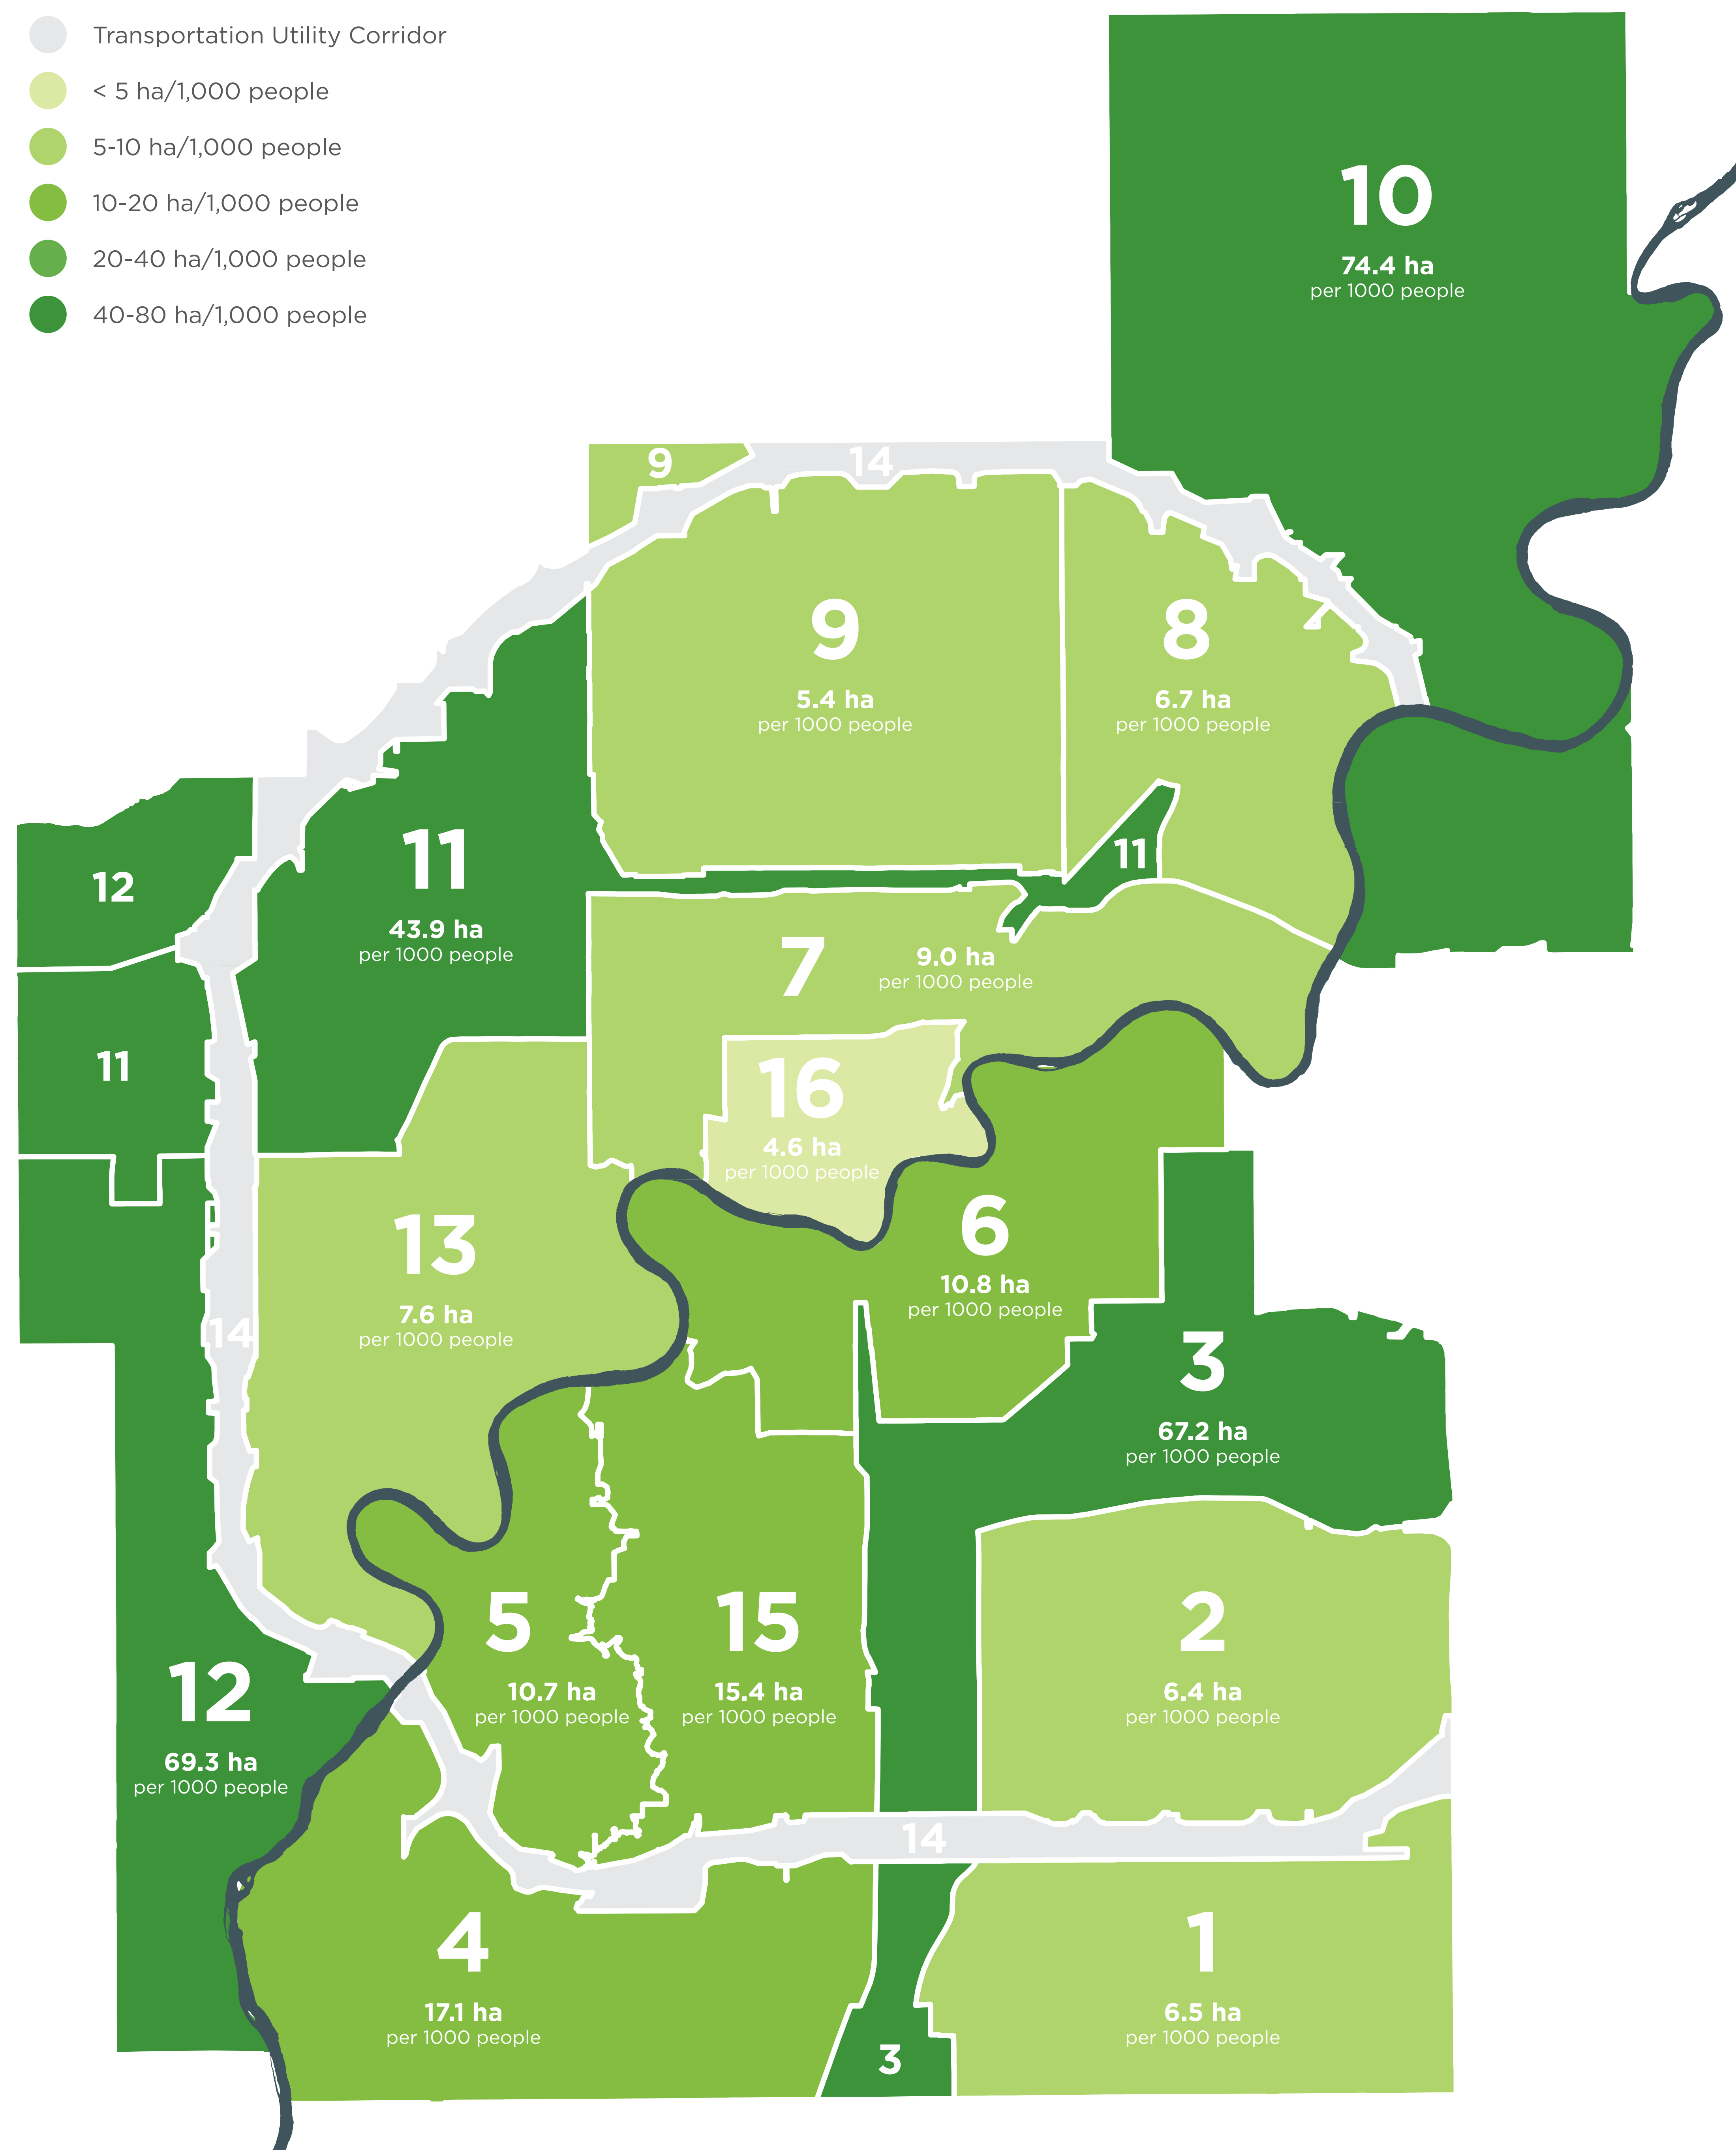 Transportation Utility Corridor
< 5 ha/1,000 people
5-10 ha/1,000 people
10-20 ha/1,000 people
20-40 ha/1,000 people
40-80 ha/1,000 people
10
74.4 ha
per 1000 people
9
14
9
5.4 ha
per 1000 people
8
6.7 ha
per 1000 people
11
12
11
43.9 ha
per 1000 people
7
9.0 ha
per 1000 people
11
16
4.6 ha
per 1000 people
13
7.6 ha
per 1000 people
6
10.8 ha
per 1000 people
14
3
67.2 ha
per 1000 people
5
10.7 ha
per 1000 people
15
15.4 ha
per 1000 people
2
6.4 ha
per 1000 people
12
69.3 ha
per 1000 people
14
4
17.1 ha
per 1000 people
1
6.5 ha
per 1000 people
3